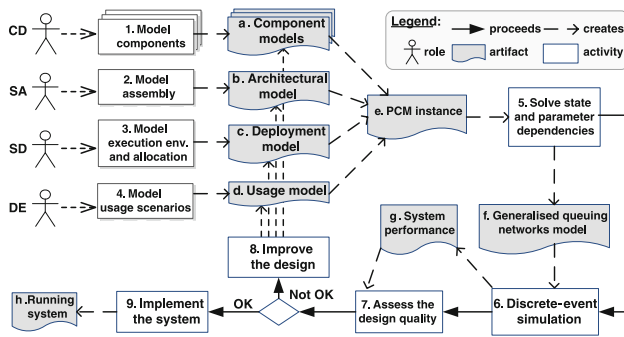 CD
1. Model
components
a. Component
models
Legend:
proceeds
creates
role
artifact
activity
SA
2. Model
assembly
b. Architectural
model
e. PCM instance
5. Solve state
and parameter
dependencies
SD
3. Model
execution env.
and allocation
c. Deployment
model
DE
4. Model
usage scenarios
d. Usage model
g. System
performance
f. Generalised queuing
networks model
8. Improve
the design
Not OK
OK
h. Running
system
9. Implement
the system
7. Assess the
design quality
6. Discrete-event
simulation